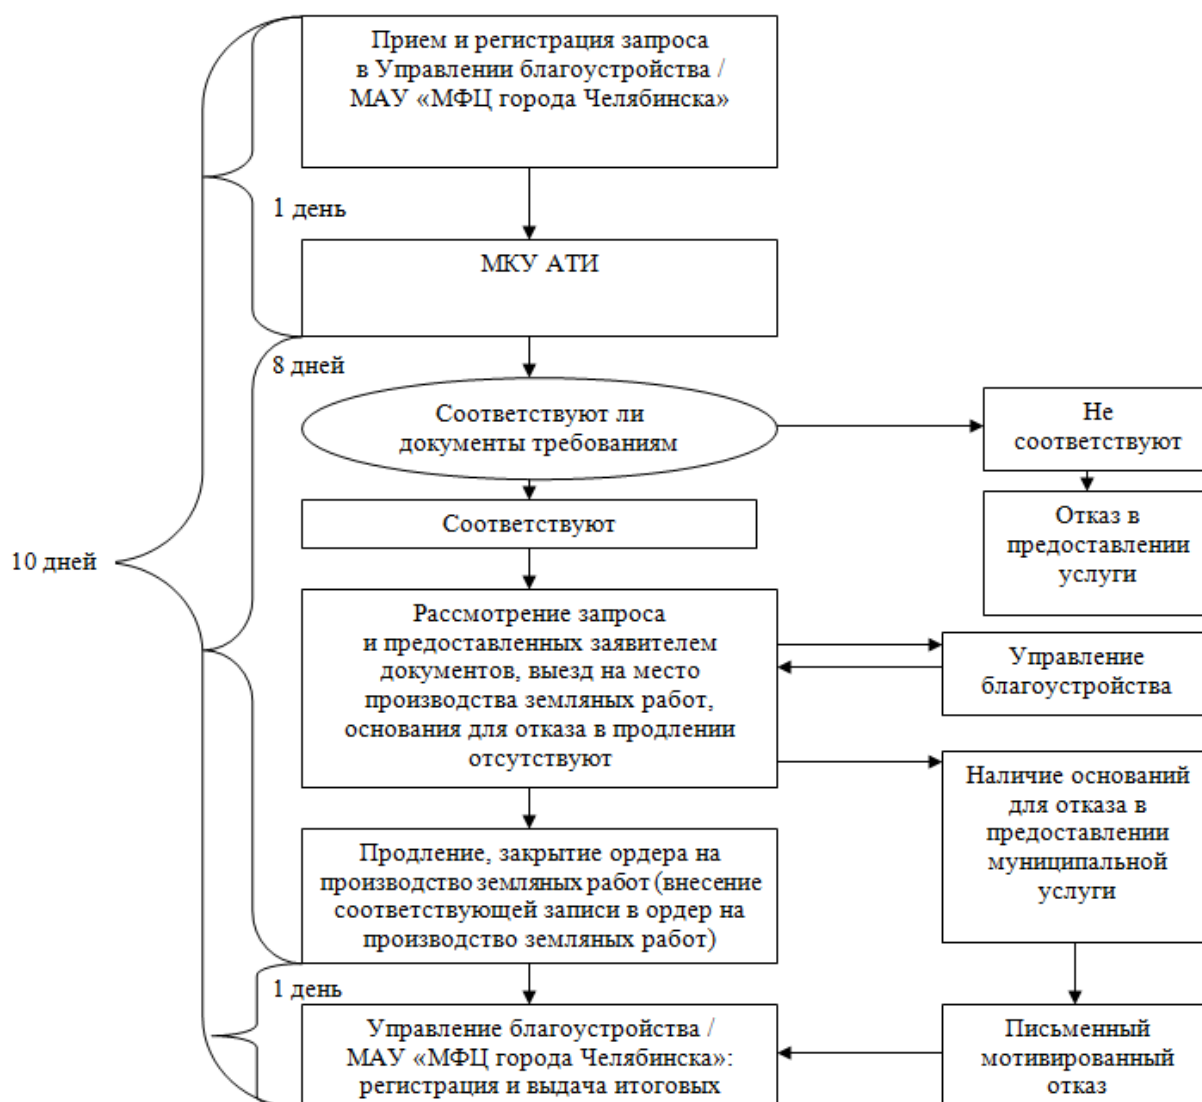 Прием и регистрация запроса
в Управлении благоустройства /
МАУ «МФЦ города Челябинска»
1 день
МКУ АТИ
8 дней
Соответствуют ли
документы требованиям
Не
соответствуют
Соответствуют
Отказ в
предоставлении
услуги
10 дней
Рассмотрение запроса
и предоставленных заявителем
документов, выезд на место
производства земляных работ,
основания для отказа в продлении
отсутствуют
Управление
благоустройства
Наличие оснований
для отказа в
предоставлении
муниципальной
услуги
Продление, закрытие ордера на
производство земляных работ (внесение
соответствующей записи в ордер на
производство земляных работ)
1 день
Управление благоустройства /
МАУ «МФЦ города Челябинска»:
регистрация и выдача итоговых
Письменный
мотивированный
отказ